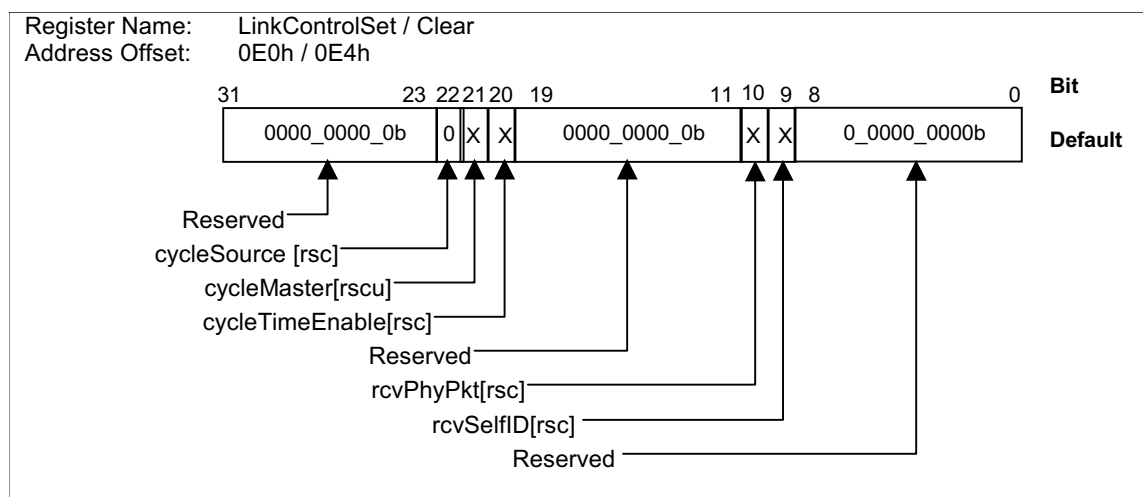 Register Name: LinkControlSet / Clear
Address Offset: 0E0h / 0E4h
31 23 22 21 20 19 11 10 9 8 0 Bit
0000_0000_0b 0 X X 0000_0000_0b X X 0_0000_0000b Default
Reserved
cycleSource [rsc]
cycleMaster[rscu]
cycleTimeEnable[rsc]
Reserved
rcvPhyPkt[rsc]
rcvSelfID[rsc]
Reserved